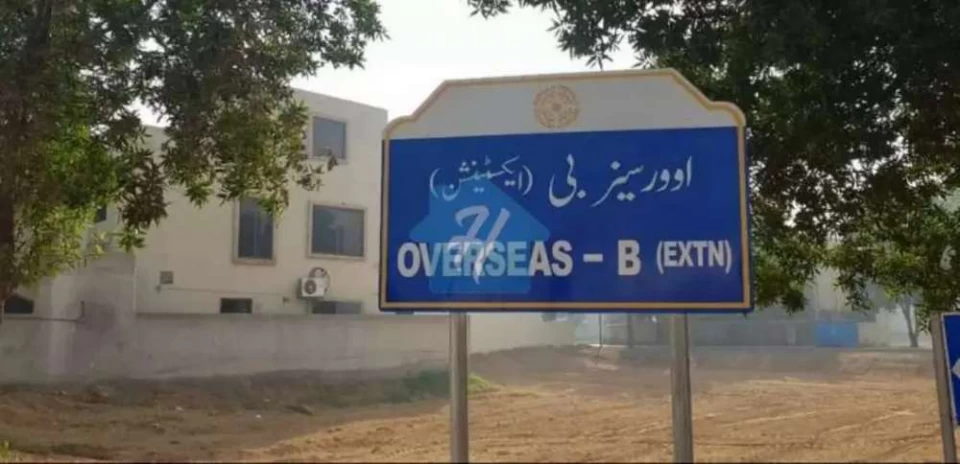 اوورسیز بی (ایکسٹینشن)
OVERSEAS – B (EXTN)